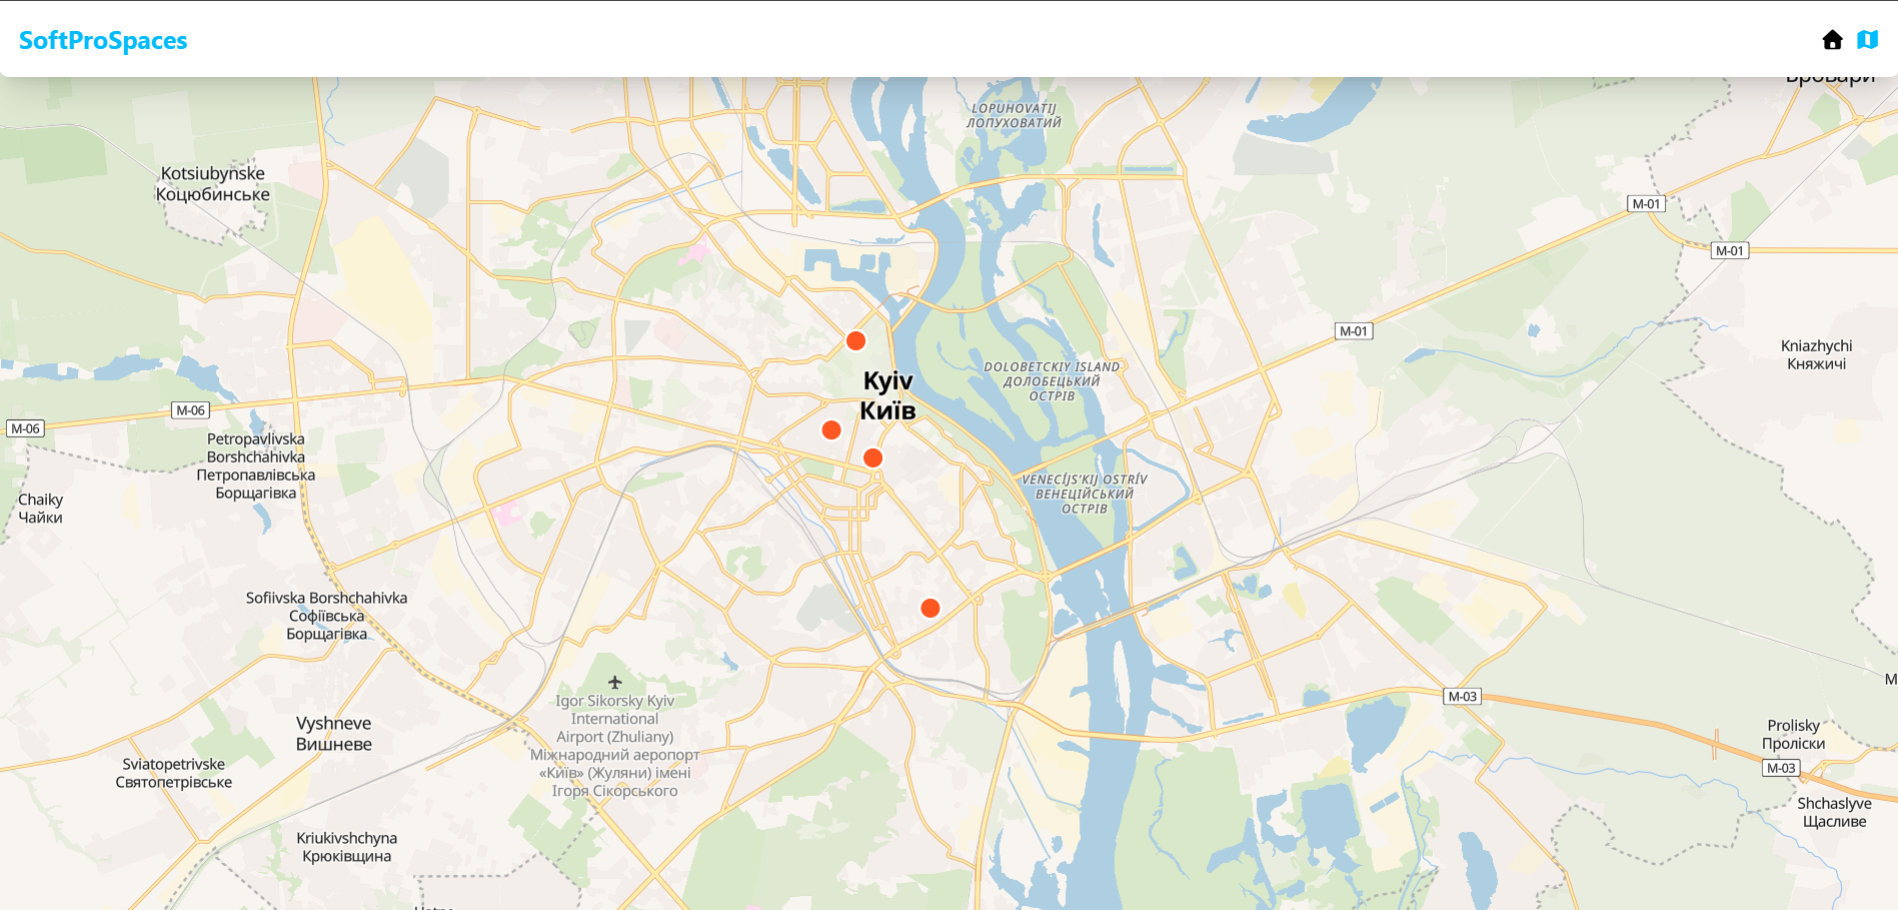 SoftProSpaces
Бровари
LOPUHOVATIJ
ЛОПУХОВАТИЙ
Kotsiubynske
Коцюбинське
M-01
M-01
M-01
Kniazhychi
Княжичі
DOLOBETCKIY ISLAND
ДОЛОБЕЦЬКИЙ
ОСТРІВ
Kyiv
Київ
M-06
M-06
Petropavlivska
Borshchahivka
Петропавлівська
Борщагівка
Chaiky
Чайки
VENECÍJS'KIJ OSTRÍV
ВЕНЕЦІЙСЬКИЙ
ОСТРІВ
Sofiivska Borshchahivka
Софіївська
Борщагівка
Igor Sikorsky Kyiv
International
Airport (Zhuliany)
Міжнародний аеропорт
«Київ» (Жуляни) імені
Ігоря Сікорського
M-03
M
Vyshneve
Вишневе
Prolisky
Проліски
M-03
Sviatopetrivske
Святопетрівське
Shchaslyve
Щасливе
Kriukivshchyna
Крюківщина